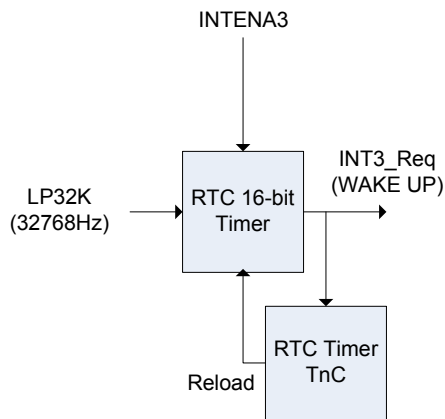 INTENA3
LP32K
(32768Hz)
RTC 16-bit
Timer
INT3_Req
(WAKE UP)
RTC Timer
TnC
Reload